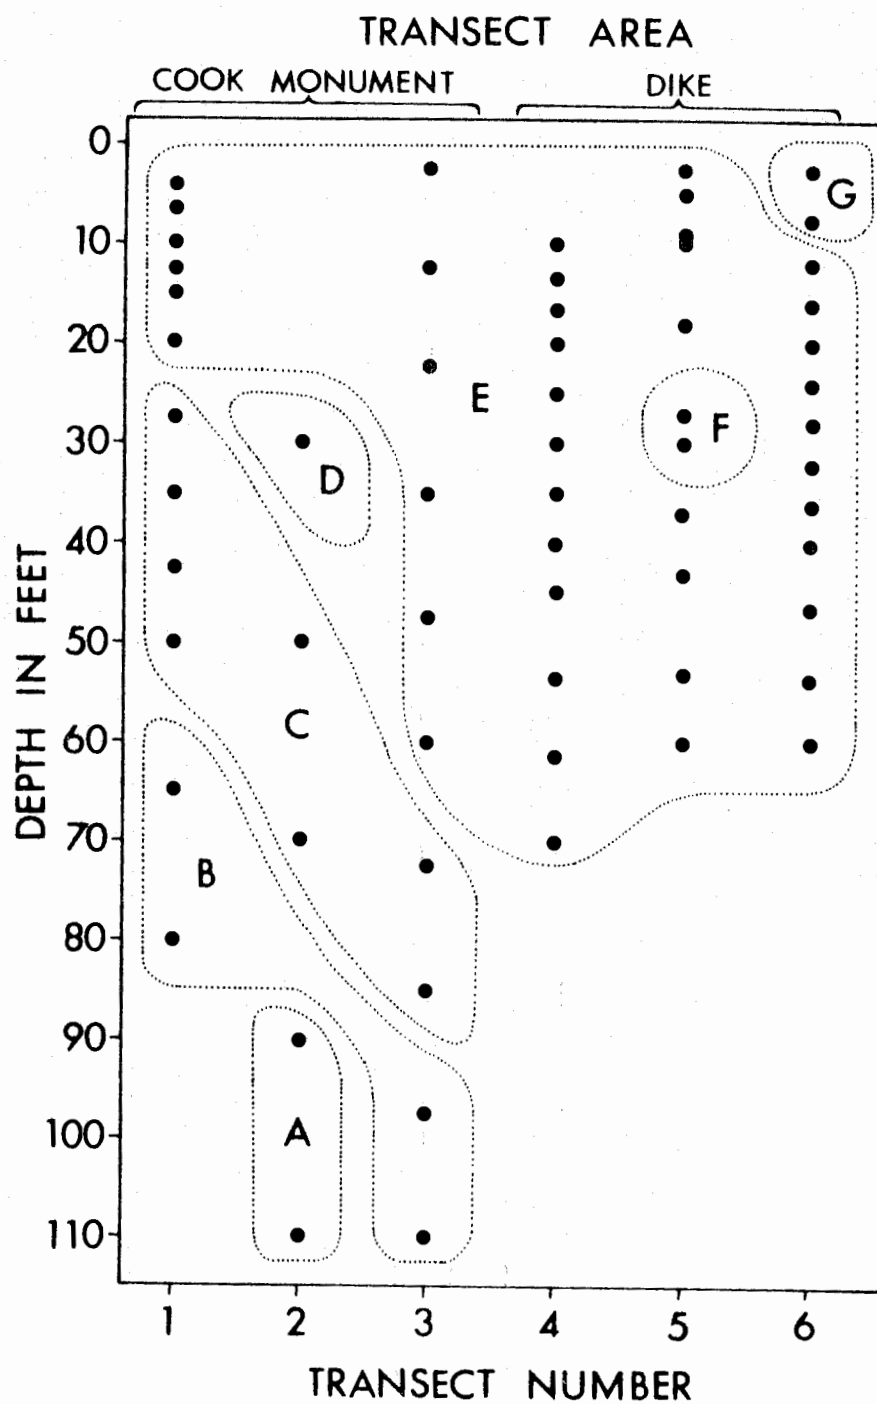 TRANSECT AREA
COOK MONUMENT DIKE
0
10
20
30
40
50
60
70
80
90
100
110
DEPTH IN FEET
G
E
F
D
C
B
A
1 2 3 4 5 6
TRANSECT NUMBER